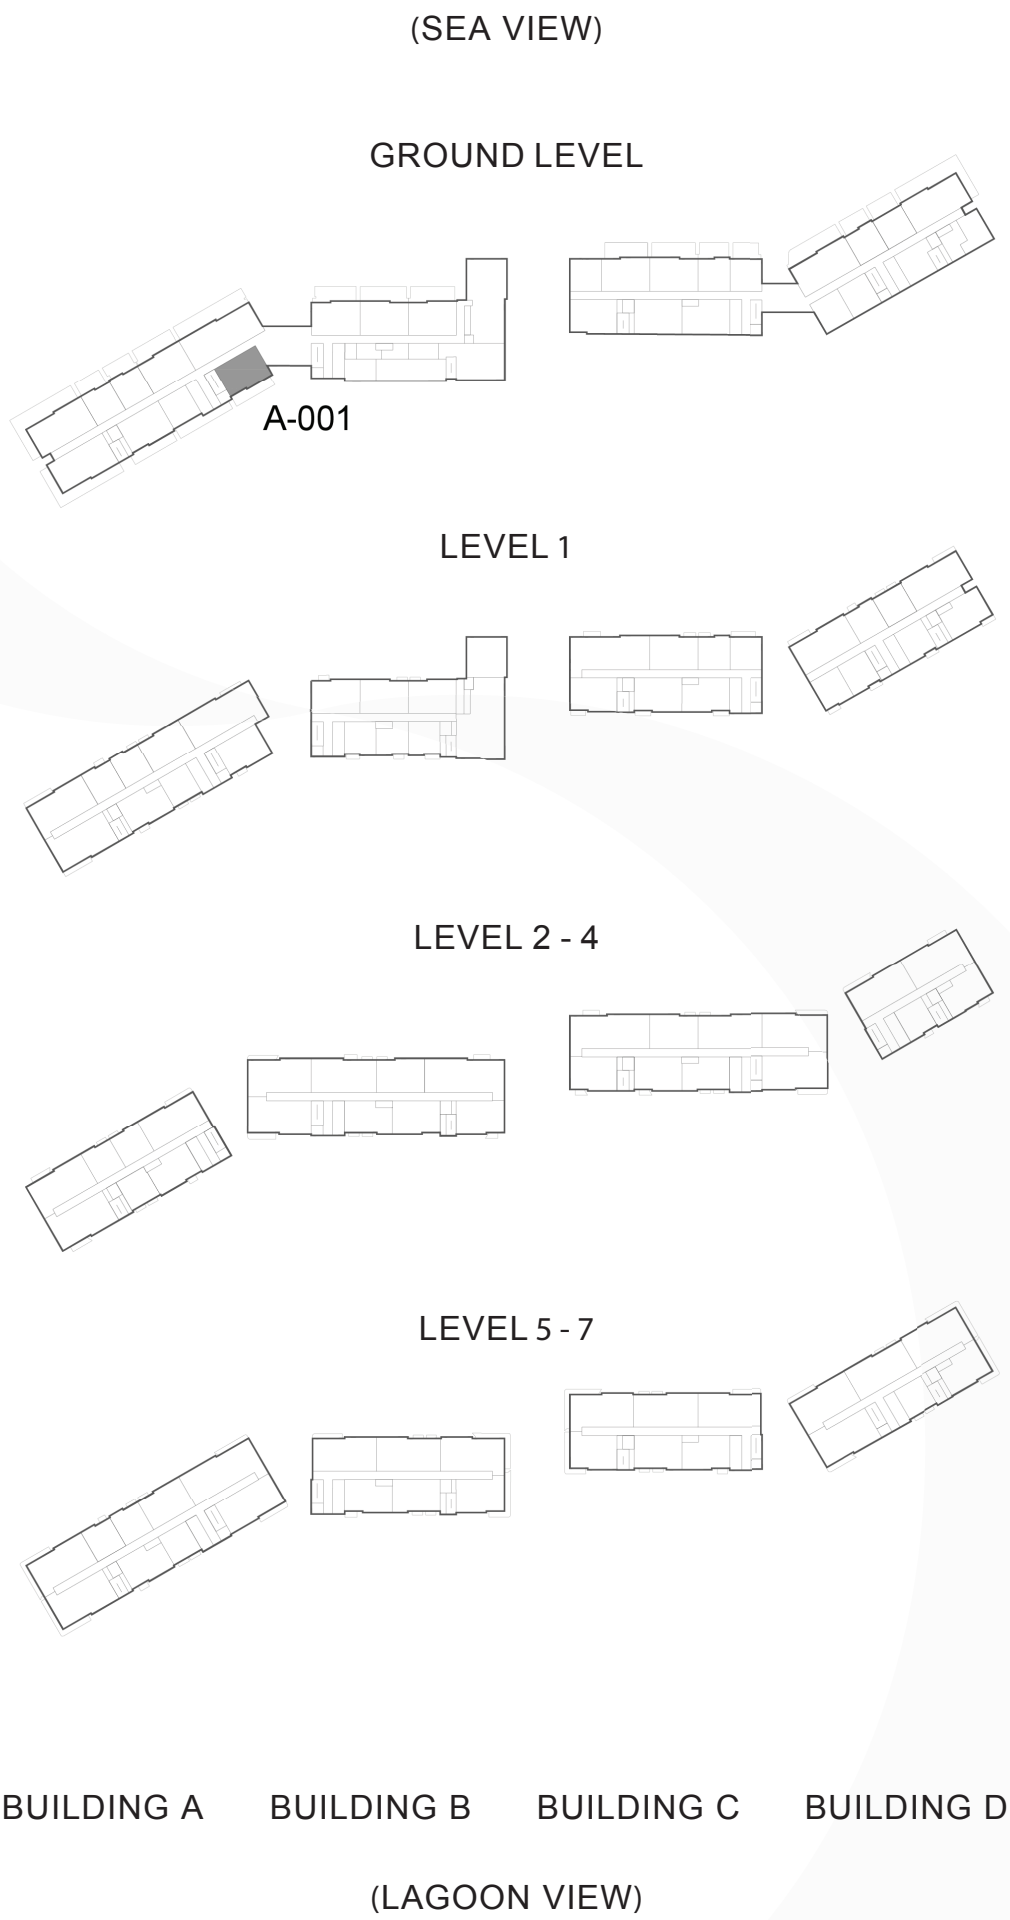 (SEA VIEW)
GROUND LEVEL
A-001
LEVEL 1
LEVEL 2 - 4
LEVEL 5 - 7
BUILDING A BUILDING B BUILDING C BUILDING D
(LAGOON VIEW)